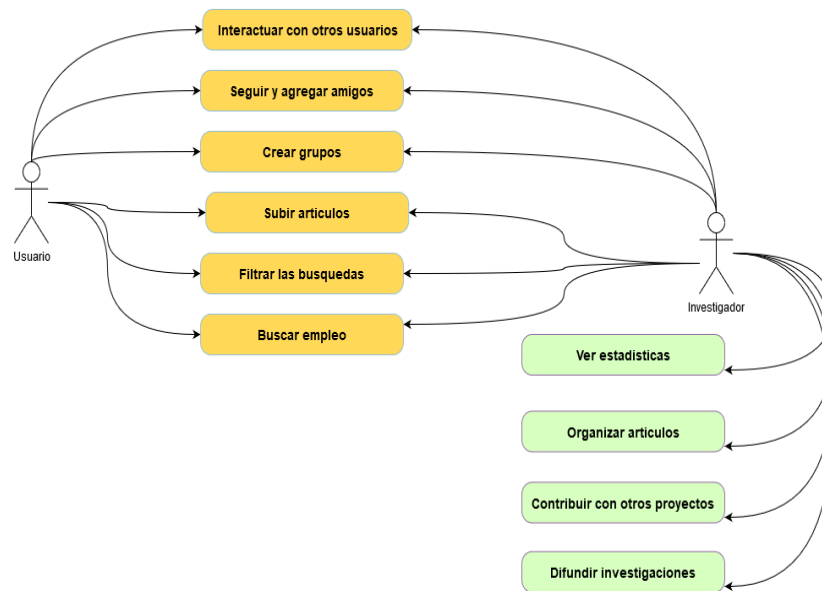 Interactuar con otros usuarios
Seguir y agregar amigos
Crear grupos
Subir articulos
Filtrar las busquedas
Buscar empleo
Usuario
Investigador
Ver estadisticas
Organizar articulos
Contribuir con otros proyectos
Difundir investigaciones